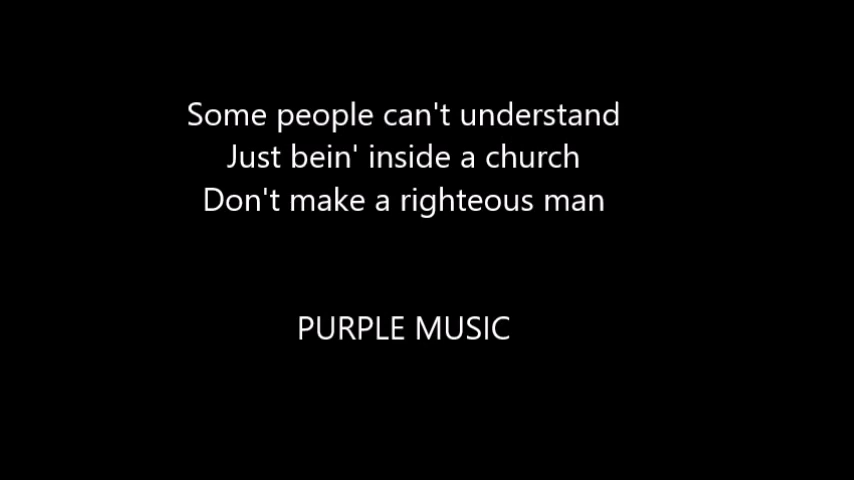 Some people can't understand
Just bein' inside a church
Don't make a righteous man
PURPLE MUSIC